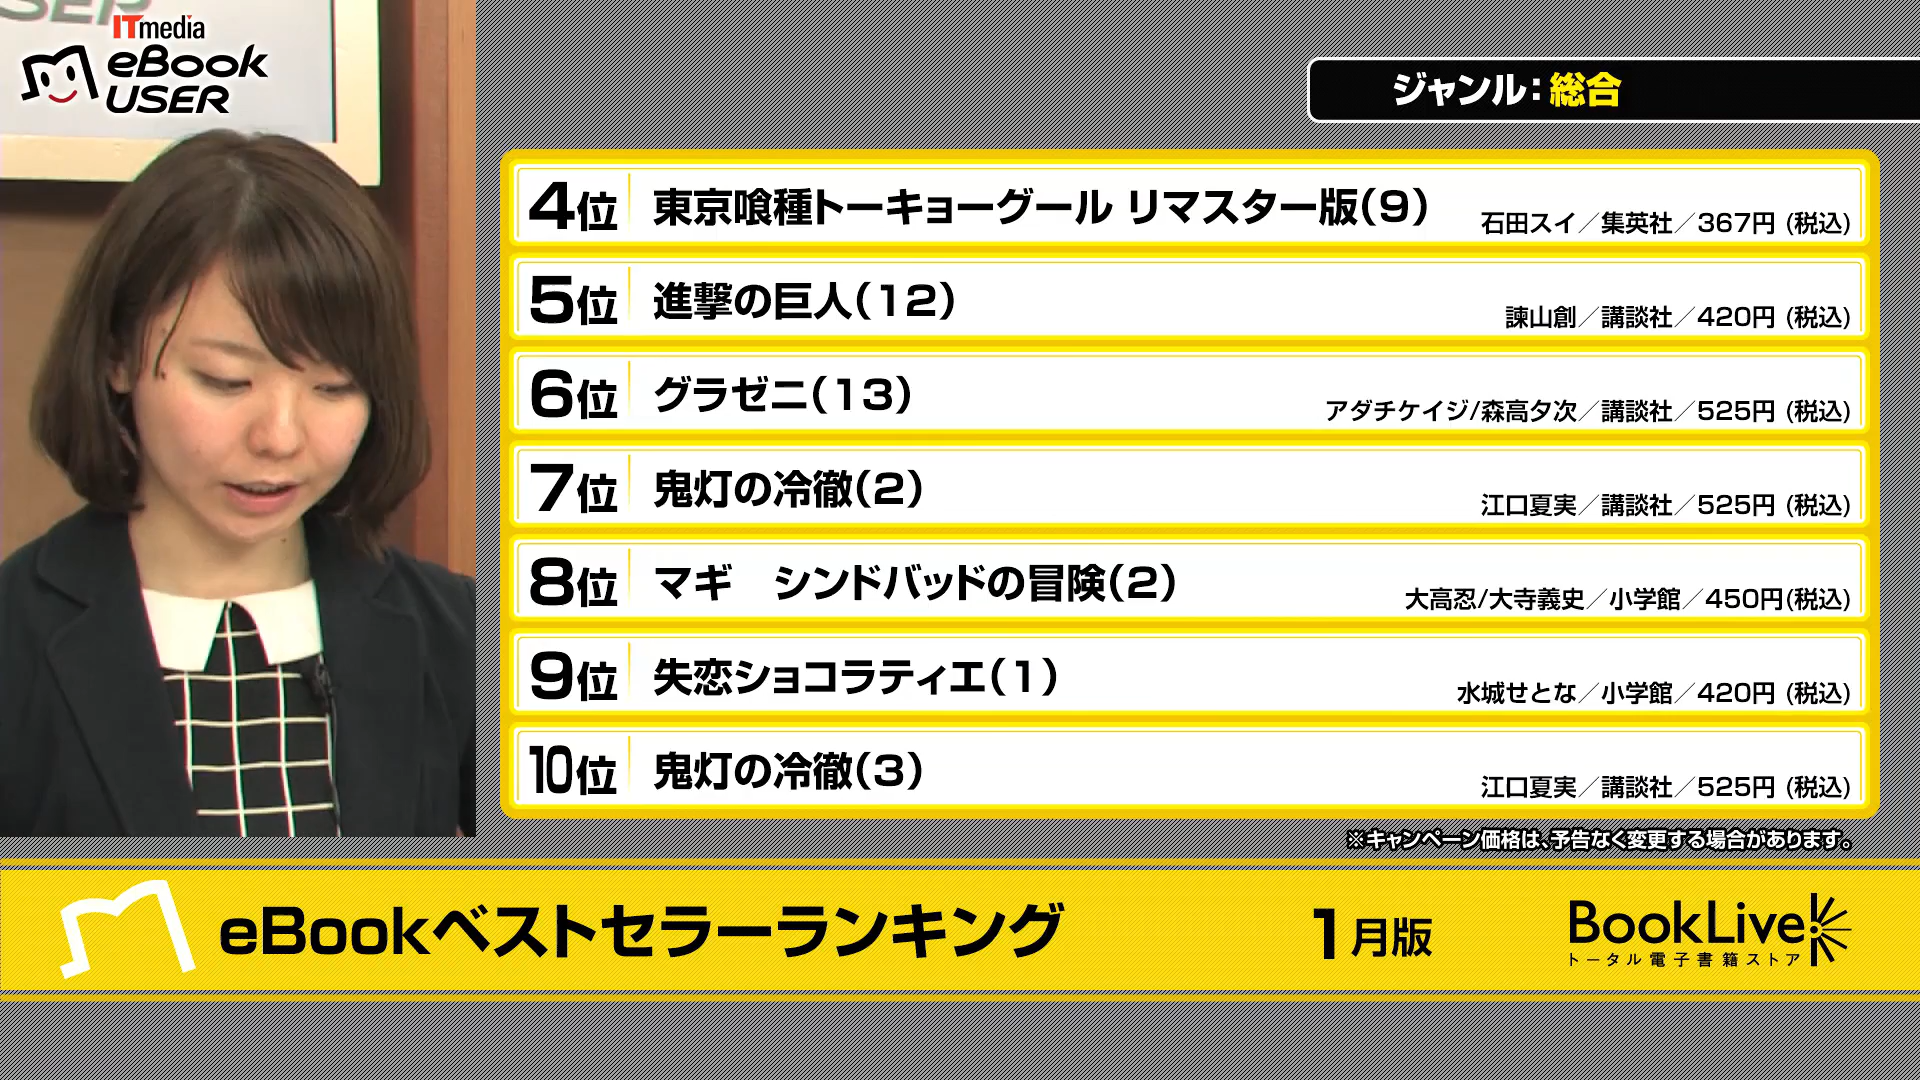 USER
ITmedia
eBook
USER
ジャンル：総合
4位 東京喰種トーキョーグール リマスター版（9） 石田スイ／集英社／367円 (税込)
5位 進撃の巨人（12） 諫山創／講談社／420円 (税込)
6位 グラゼニ（13） アダチケイジ/森高夕次／講談社／525円 (税込)
7位 鬼灯の冷徹（2） 江口夏実／講談社／525円 (税込)
8位 マギ　シンドバッドの冒険（2） 大高忍/大寺義史／小学館／450円(税込)
9位 失恋ショコラティエ（1） 水城せとな／小学館／420円 (税込)
10位 鬼灯の冷徹（3） 江口夏実／講談社／525円 (税込)
※キャンペーン価格は、予告なく変更する場合があります。
eBookベストセラーランキング 1月版 BookLive!
トータル電子書籍ストア